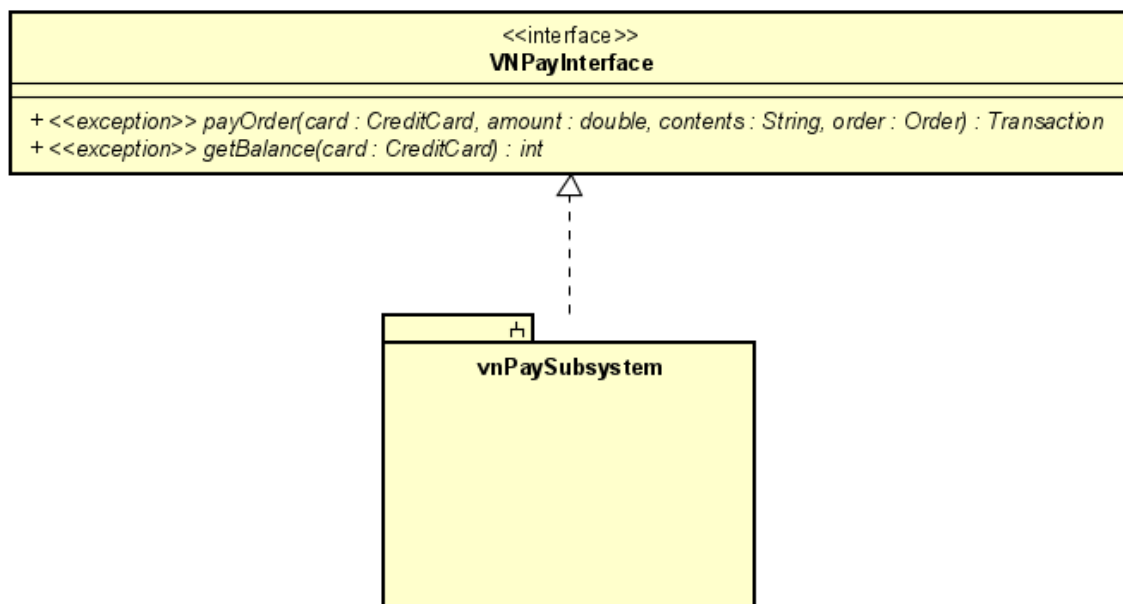 <<interface>>
VNPayInterface
+ <<exception>> payOrder(card : CreditCard, amount : double, contents : String, order : Order) : Transaction
+ <<exception>> getBalance(card : CreditCard) : int
vnPaySubsystem